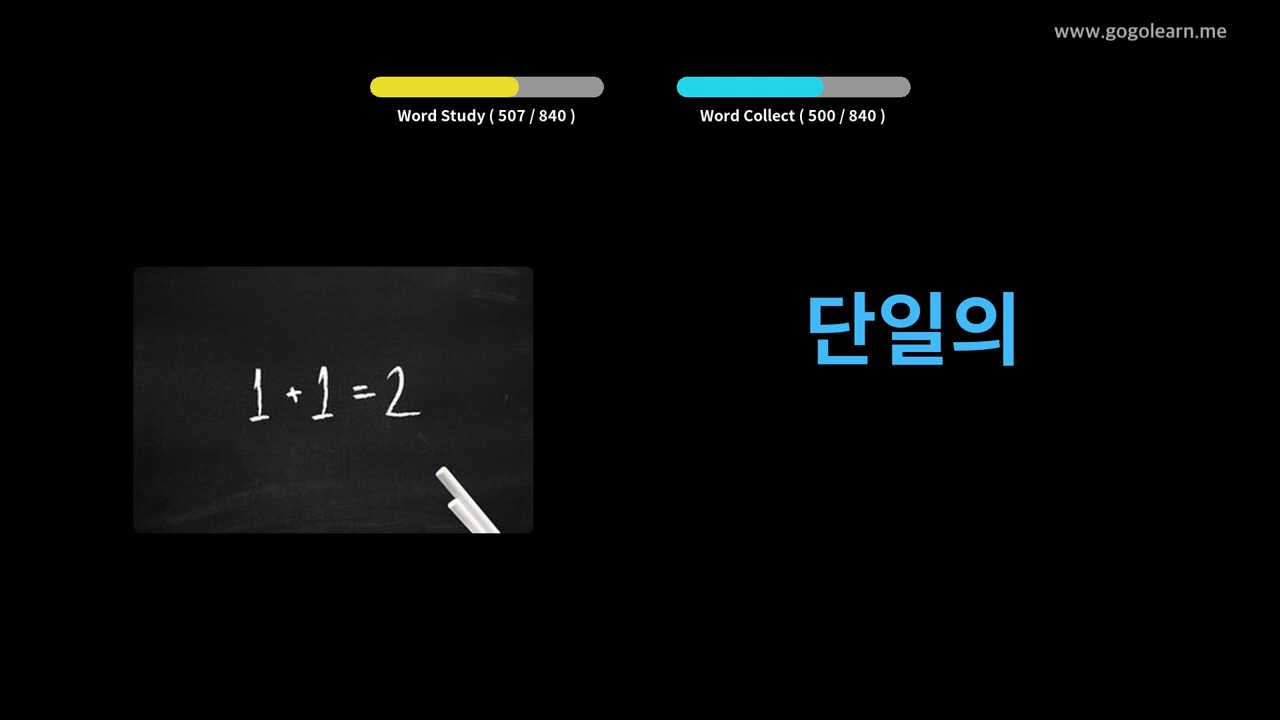 www.gogolearn.me
Word Study ( 507 / 840 )
Word Collect ( 500 / 840 )
단일의
1 + 1 = 2